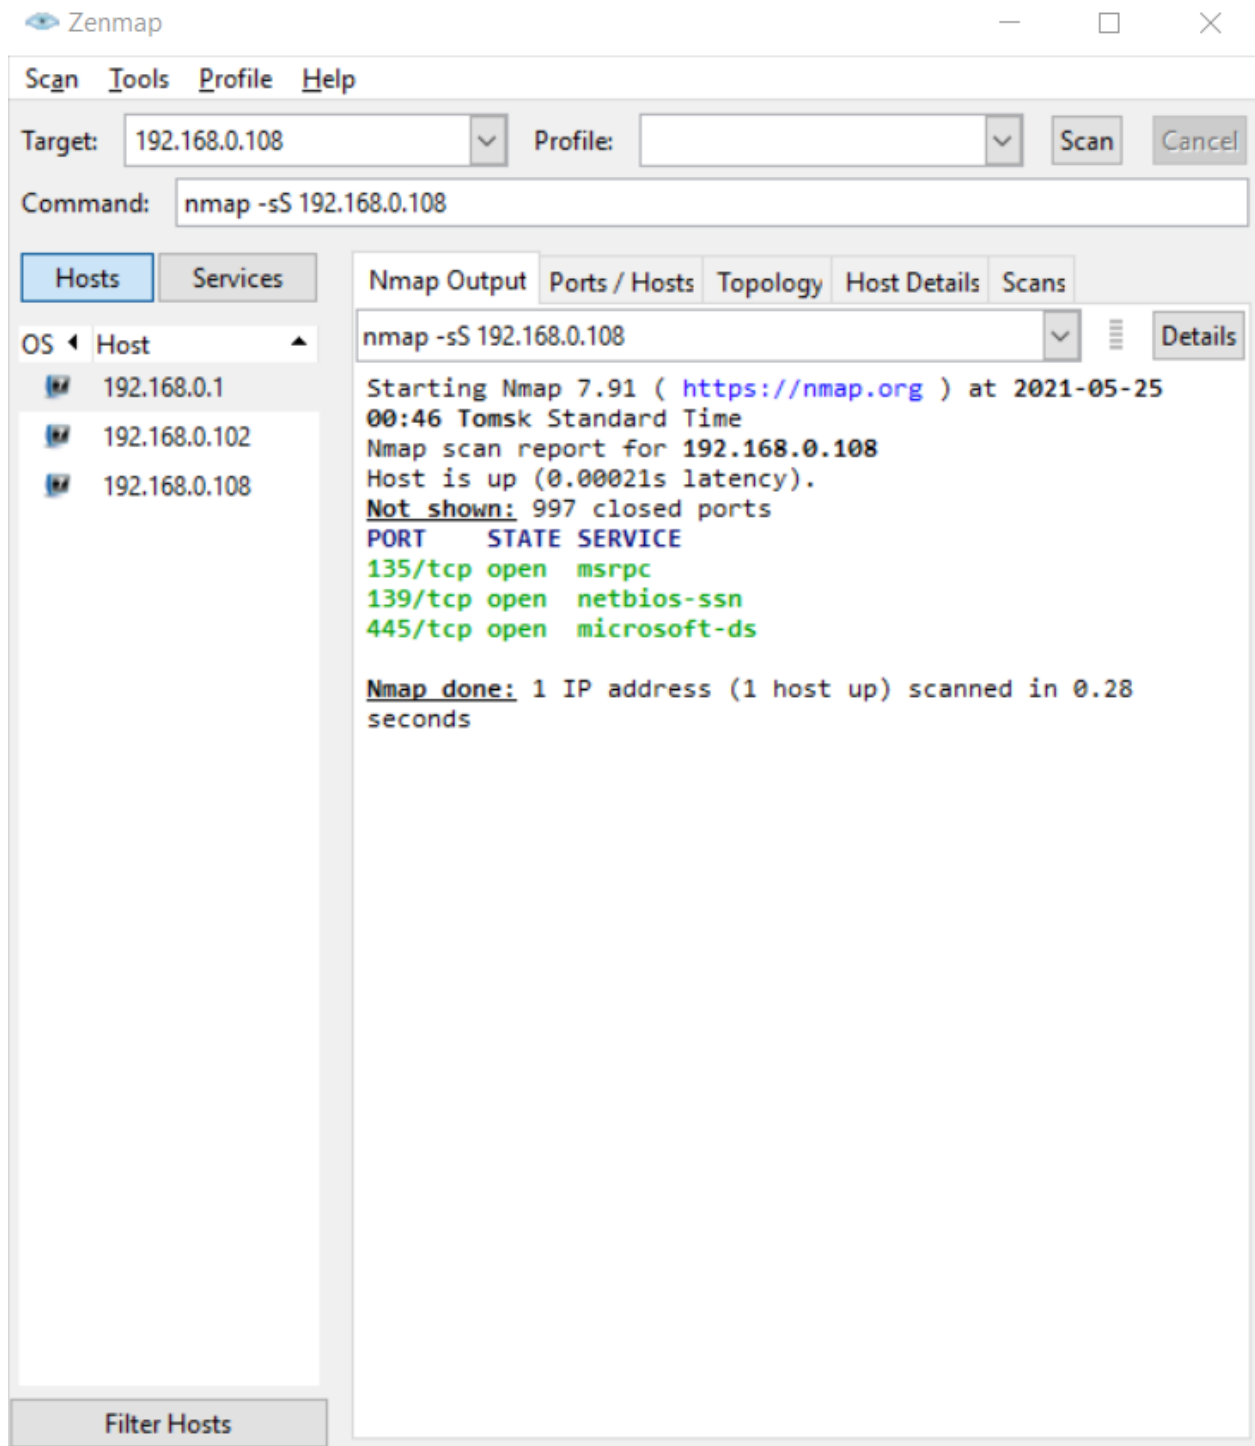 Zenmap
Scan Tools Profile Help
Target: 192.168.0.108 Profile: Scan Cancel
Command: nmap -sS 192.168.0.108
Hosts Services
Nmap Output Ports / Hosts Topology Host Details Scans
OS Host
nmap -sS 192.168.0.108 Details
192.168.0.1
192.168.0.102
192.168.0.108
Starting Nmap 7.91 ( https://nmap.org ) at 2021-05-25
00:46 Tomsk Standard Time
Nmap scan report for 192.168.0.108
Host is up (0.00021s latency).
Not shown: 997 closed ports
PORT STATE SERVICE
135/tcp open msrpc
139/tcp open netbios-ssn
445/tcp open microsoft-ds
Nmap done: 1 IP address (1 host up) scanned in 0.28
seconds
Filter Hosts